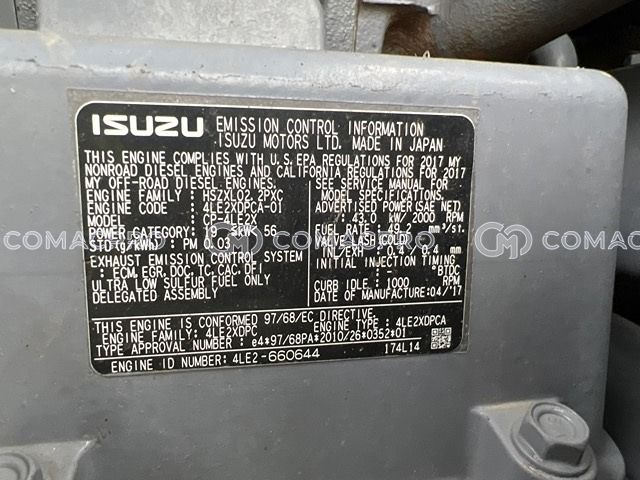 ISUZU EMISSION CONTROL INFORMATION
ISUZU MOTORS LTD. MADE IN JAPAN
THIS ENGINE COMPLIES WITH U.S.EPA REGULATIONS FOR 2017 MY
NONROAD DIESEL ENGINES AND CALIFORNIA REGULATIONS FOR 2017
MY OFF-ROAD DIESEL ENGINES.
ENGINE FAMILY : HSZXL02.2PXC
ENGINE CODE : 4LE2XDPCA-01
MODEL : CP-4LE2X
POWER CATEGORY : 56
STD(g/kWh) : PM 0.03
EXHAUST EMISSION CONTROL SYSTEM
: ECM, EGR, DOC, TC, CAC, DFI
ULTRA LOW SULFUR FUEL ONLY
DELEGATED ASSEMBLY
SEE SERVICE MANUAL FOR
MODEL SPECIFICATIONS.
ADVERTISED POWER(SAE NET)
: 43.0 kW/ 2000 RPM
FUEL RATE : 49.2 mm³/st.
VALVE LASH COLD
INL/EXH : 0.4 / 0.4 mm
INITIAL INJECTION TIMING
: - °BTDC
CURB IDLE : 1000 RPM
DATE OF MANUFACTURE:04/'17
THIS ENGINE IS CONFORMED 97/68/EC DIRECTIVE.
ENGINE FAMILY: 4LE2XDPC ENGINE TYPE: 4LE2XDPCA
TYPE APPROVAL NUMBER: e4*97/68PA*2010/26*0352*01
ENGINE ID NUMBER: 4LE2-660644 174L14